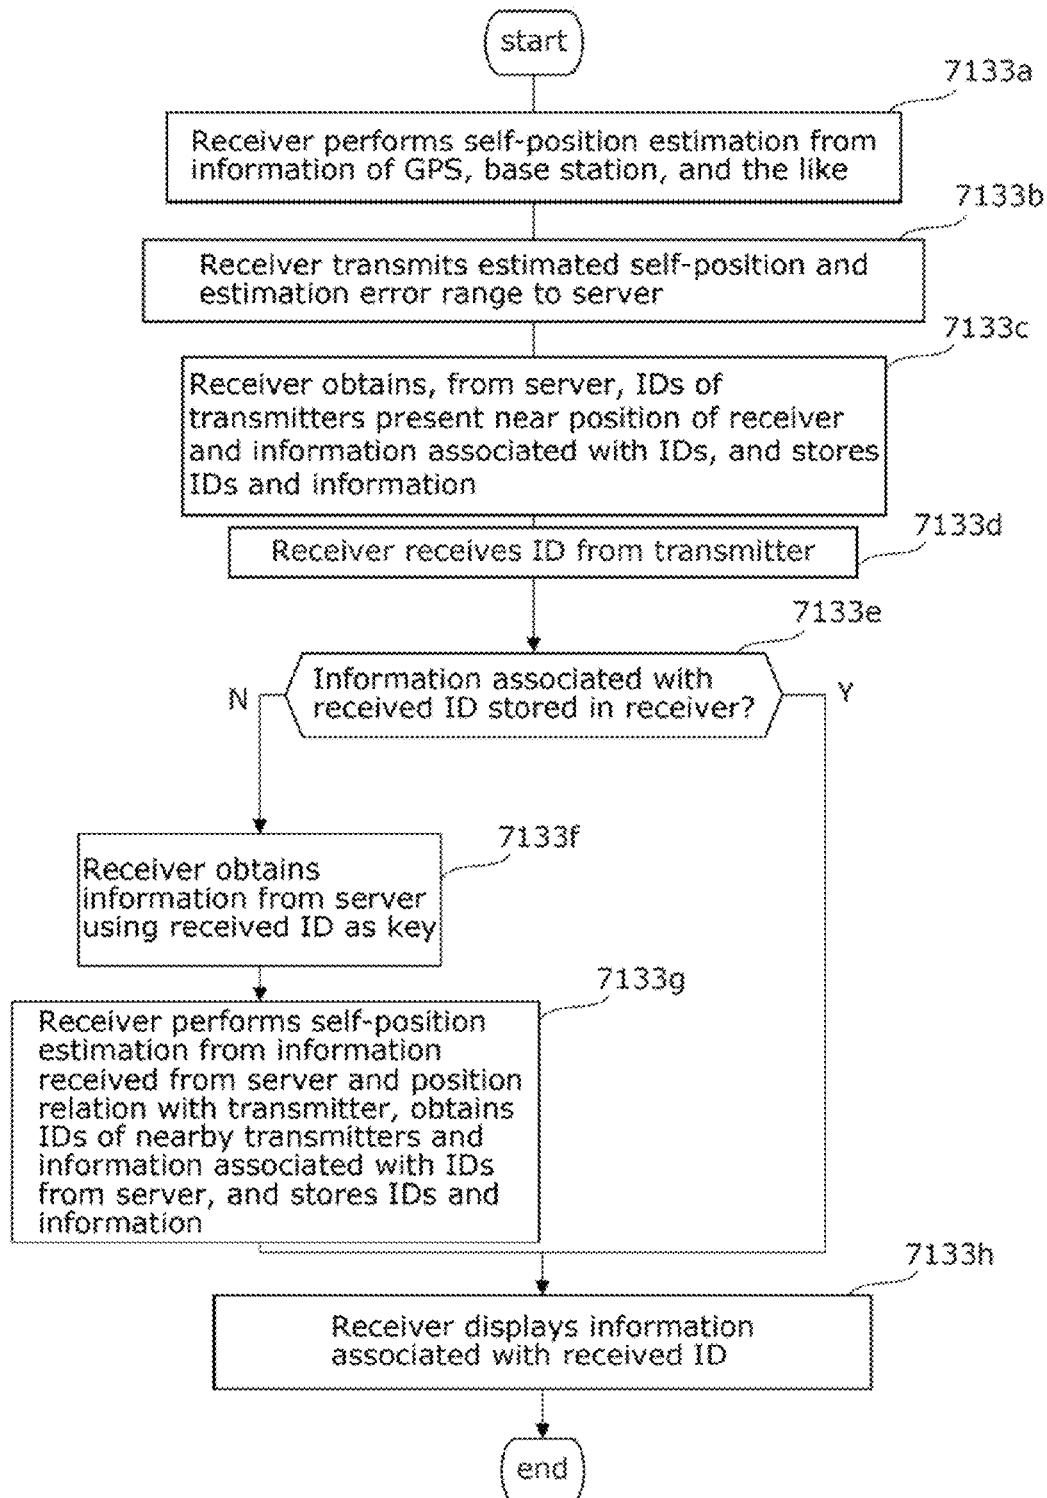 start
7133a
Receiver performs self-position estimation from
information of GPS, base station, and the like
7133b
Receiver transmits estimated self-position and
estimation error range to server
7133c
Receiver obtains, from server, IDs of
transmitters present near position of receiver
and information associated with IDs, and stores
IDs and information
7133d
Receiver receives ID from transmitter
7133e
Information associated with
received ID stored in receiver?
N
Y
7133f
Receiver obtains
information from server
using received ID as key
7133g
Receiver performs self-position
estimation from information
received from server and position
relation with transmitter, obtains
IDs of nearby transmitters and
information associated with IDs
from server, and stores IDs and
information
7133h
Receiver displays information
associated with received ID
end